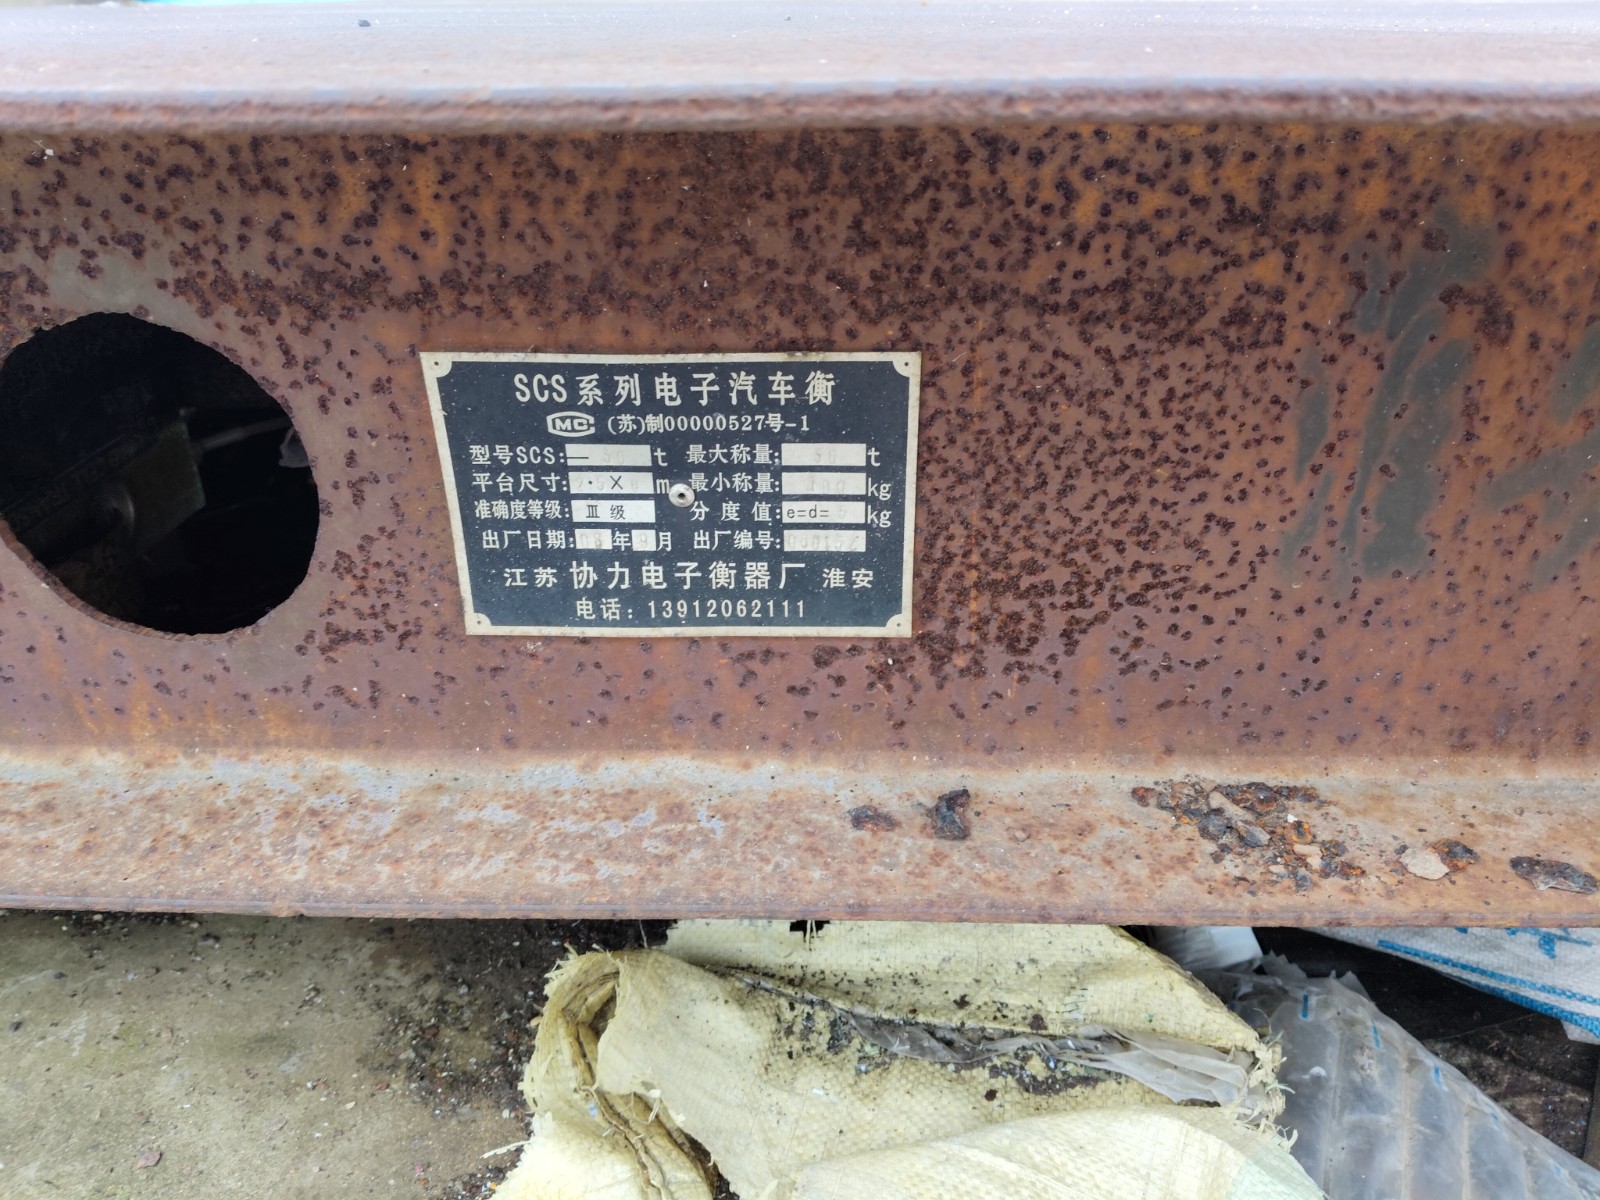 SCS系列电子汽车衡
MC (苏)制00000527号-1
型号SCS:— t 最大称量: t
平台尺寸: ·X m 最小称量: kg
准确度等级: Ⅲ级 分度值: e=d= kg
出厂日期: 年 月 出厂编号:
江苏 协力电子衡器厂 淮安
电话: 13912062111